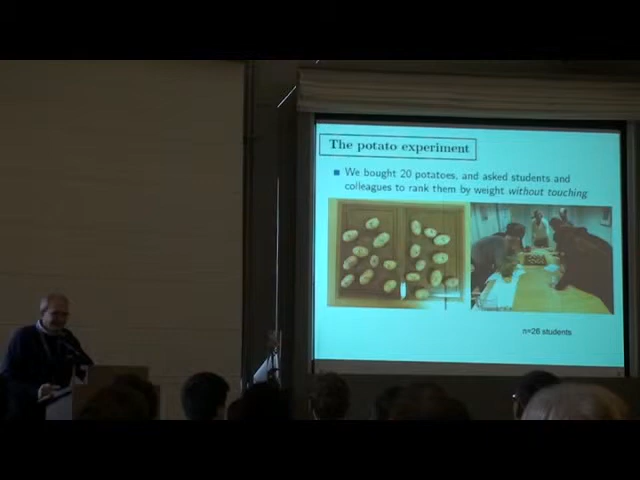 The potato experiment
We bought 20 potatoes, and asked students and
colleagues to rank them by weight without touching
n=26 students